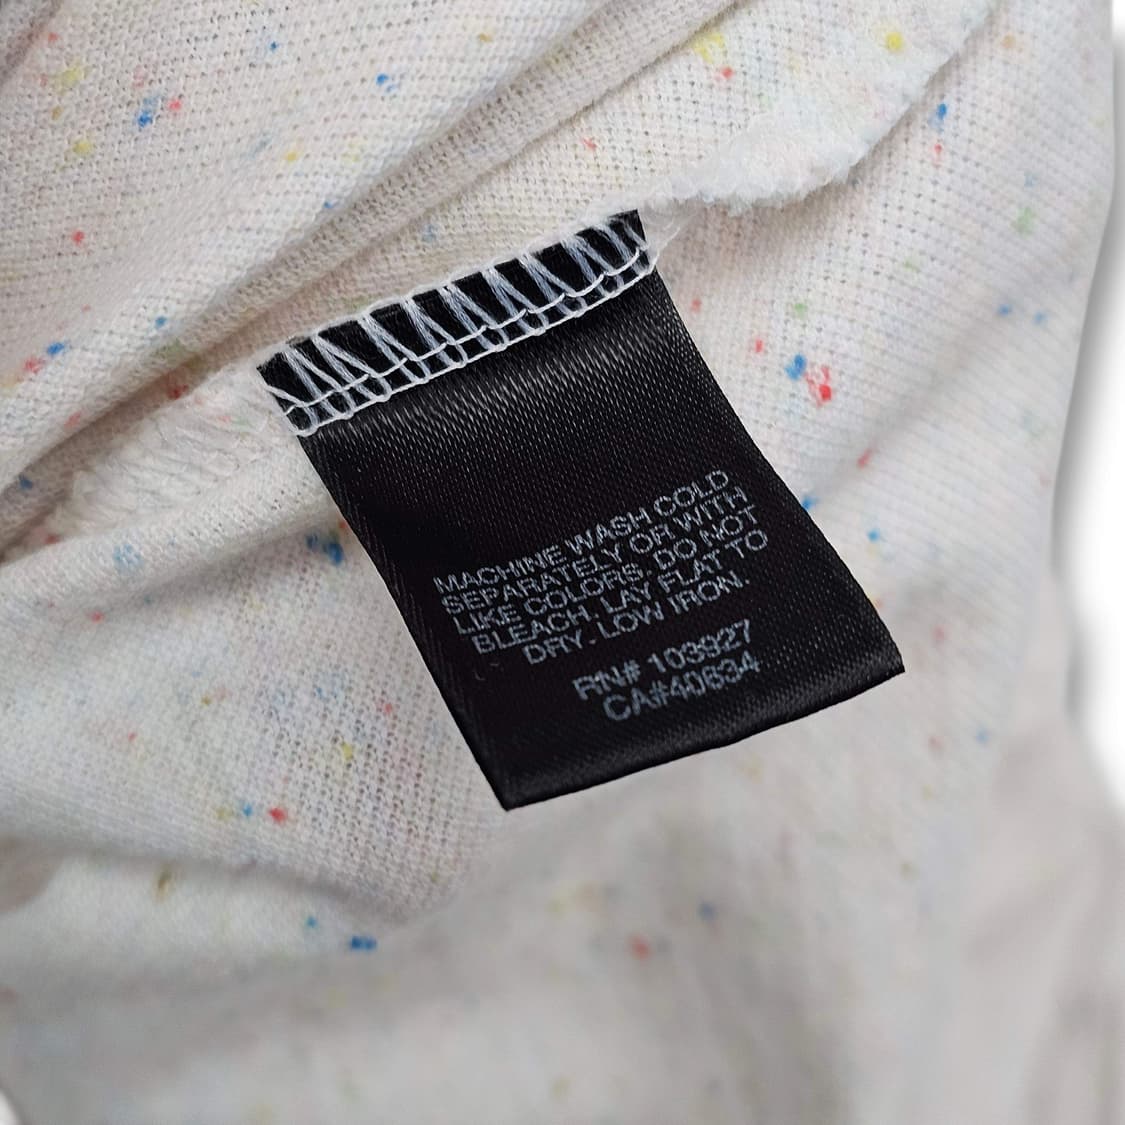 MACHINE WASH COLD
SEPARATELY OR WITH
LIKE COLORS. DO NOT
BLEACH. LAY FLAT TO
DRY. LOW IRON.
RN# 103927
CA#40634